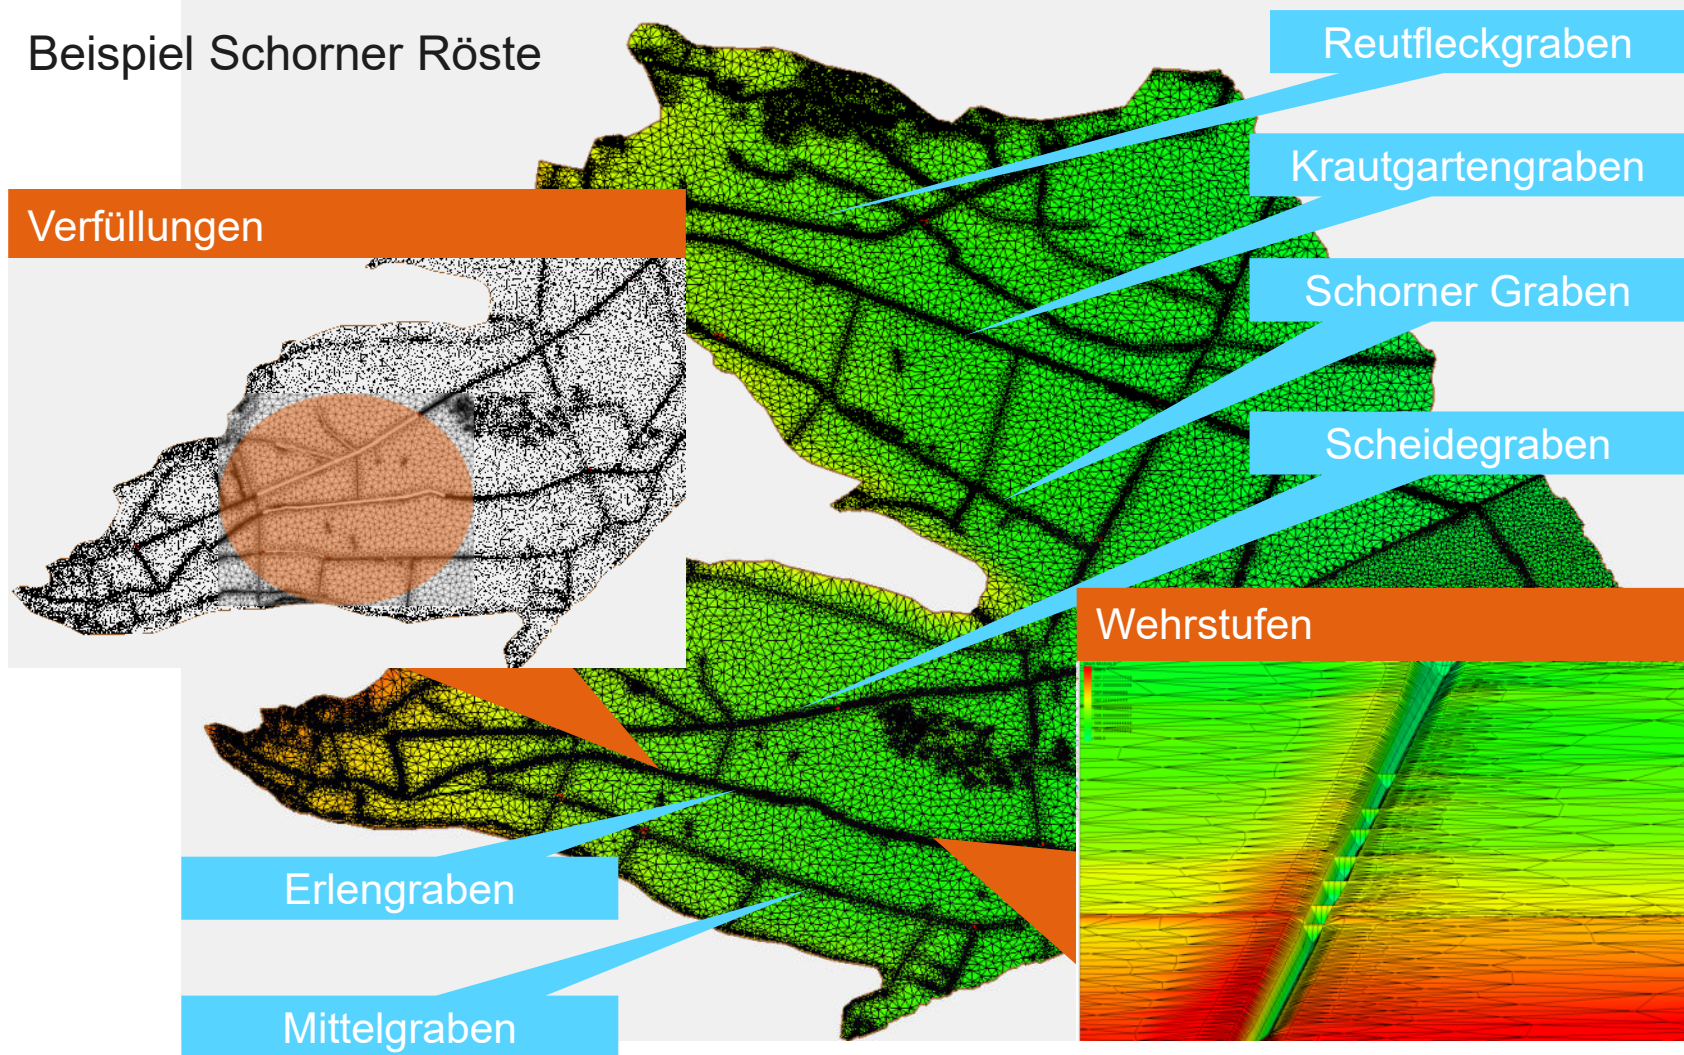 Beispiel Schorner Röste
Reutfleckgraben
Krautgartengraben
Verfüllungen
Schorner Graben
Scheidegraben
Wehrstufen
Erlengraben
Mittelgraben